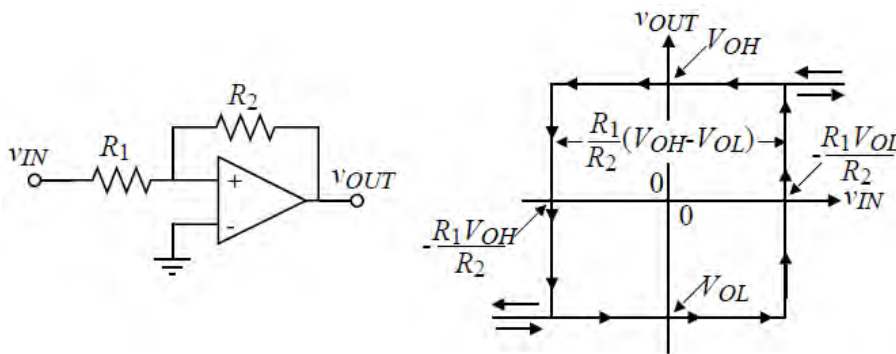 R2
vIN
R1
+
-
vOUT
vOUT
VOH
R1/R2(VOH-VOL)
-R1VOL/R2
0
0
vIN
-R1VOH/R2
VOL